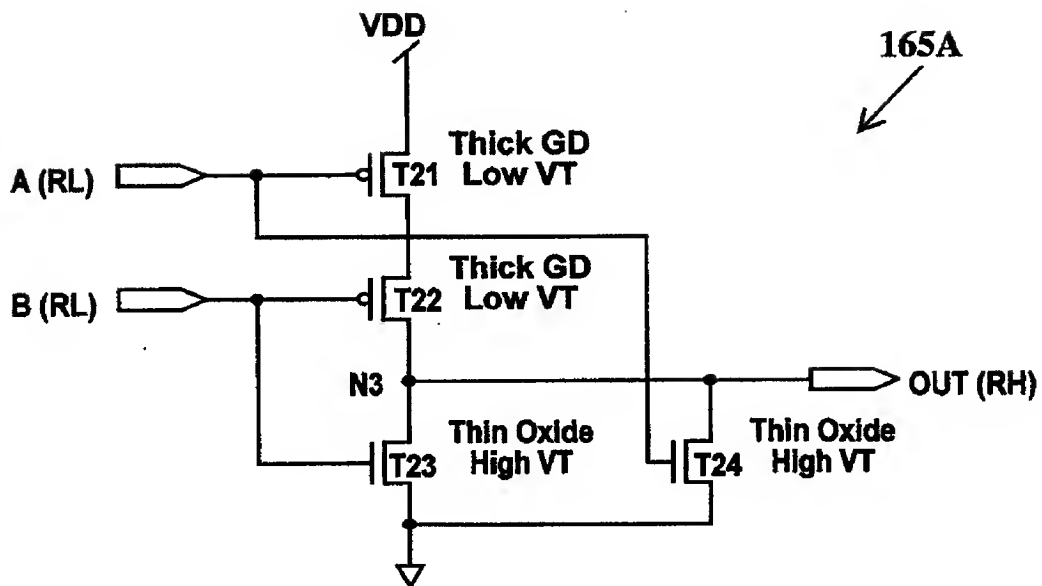 VDD
165A
Thick GD
Low VT
T21
A (RL)
Thick GD
Low VT
T22
B (RL)
N3
OUT (RH)
Thin Oxide
High VT
T23
Thin Oxide
High VT
T24